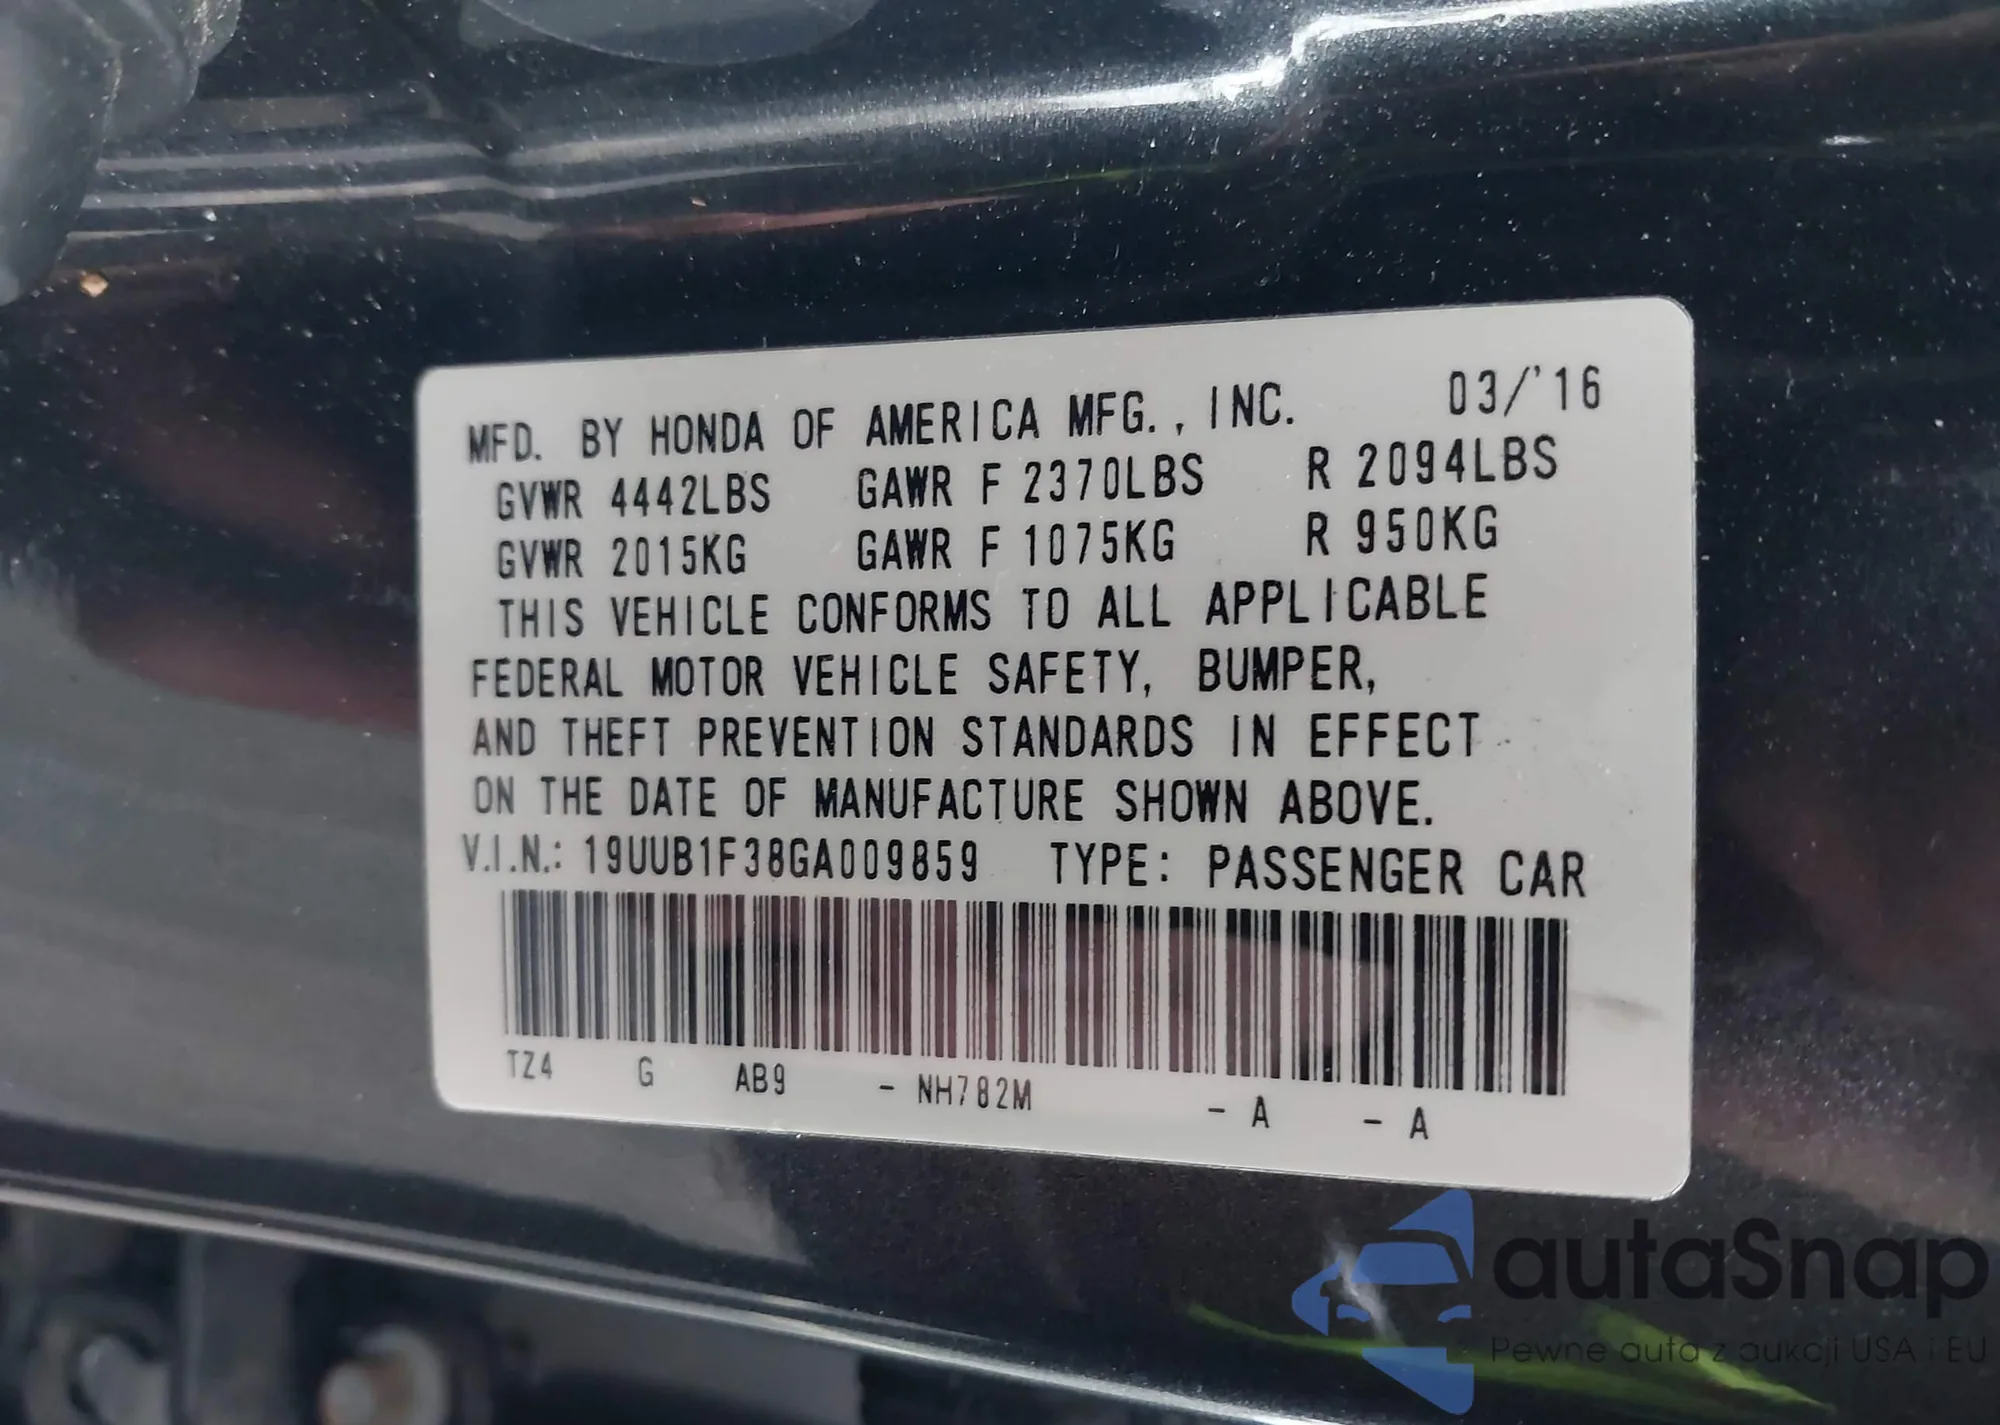 MFD. BY HONDA OF AMERICA MFG., INC. 03/'16
GVWR 4442LBS GAWR F 2370LBS R 2094LBS
GVWR 2015KG GAWR F 1075KG R 950KG
THIS VEHICLE CONFORMS TO ALL APPLICABLE
FEDERAL MOTOR VEHICLE SAFETY, BUMPER,
AND THEFT PREVENTION STANDARDS IN EFFECT
ON THE DATE OF MANUFACTURE SHOWN ABOVE.
V.I.N.: 19UUB1F38GA009859 TYPE: PASSENGER CAR
TZ4 G AB9 - NH782M - A - A
autaSnap
Pewne auta z aukcji USA i EU